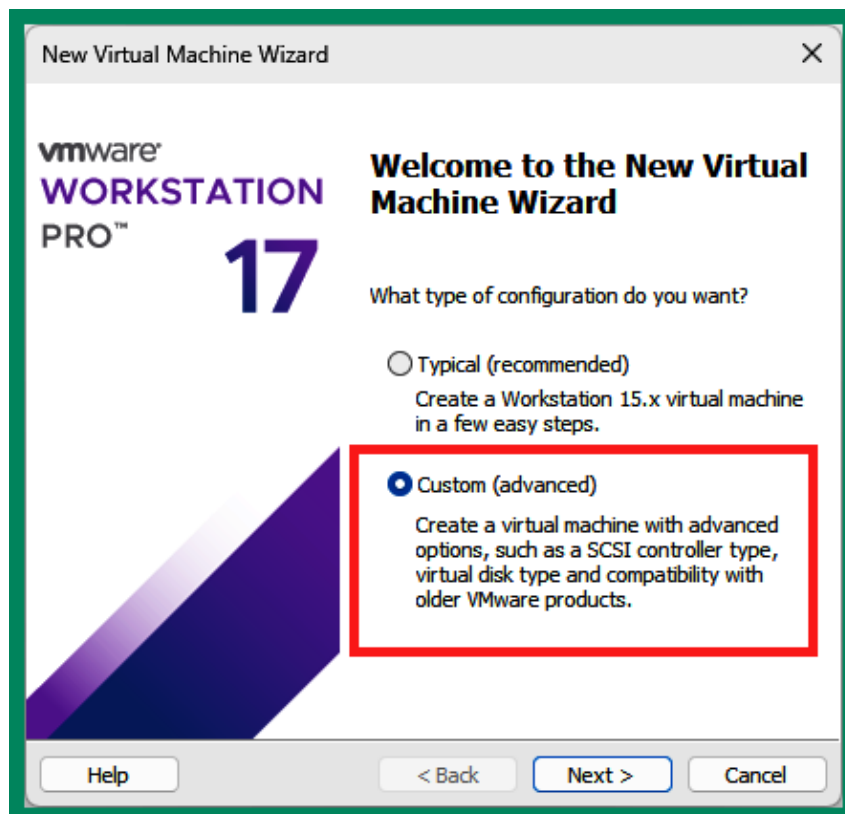 New Virtual Machine Wizard
vmware®
WORKSTATION
PRO™
17
Welcome to the New Virtual
Machine Wizard
What type of configuration do you want?
Typical (recommended)
Create a Workstation 15.x virtual machine
in a few easy steps.
Custom (advanced)
Create a virtual machine with advanced
options, such as a SCSI controller type,
virtual disk type and compatibility with
older VMware products.
Help
< Back
Next >
Cancel